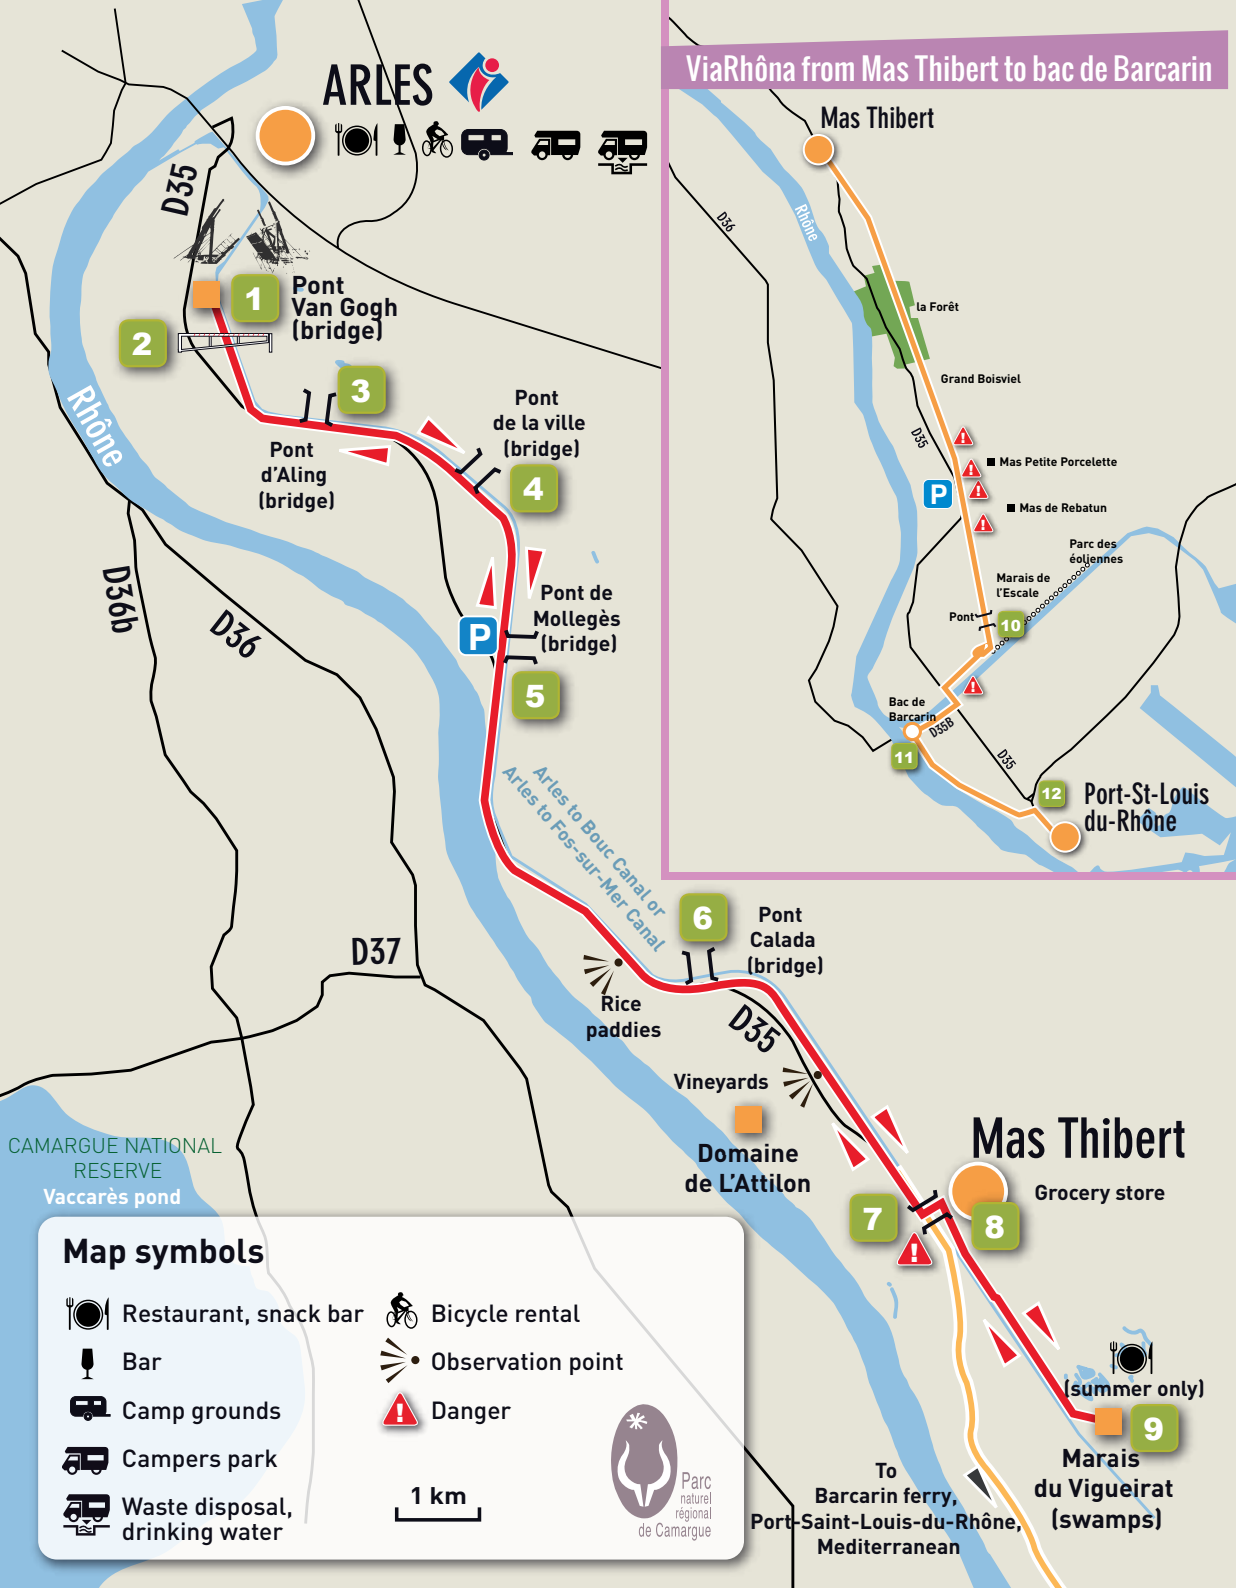 ARLES
D35
1
Pont
Van Gogh
(bridge)
2
3
Pont
d'Aling
(bridge)
Pont
de la ville
(bridge)
4
Rhône
D36b
D36
P
Pont de
Mollegès
(bridge)
5
Arles to Bouc Canal or
Arles to Fos-sur-Mer Canal
D37
6
Pont
Calada
(bridge)
Rice
paddies
D35
Vineyards
Domaine
de L'Attilon
Mas Thibert
Grocery store
7
8
!
(summer only)
9
Marais
du Vigueirat
(swamps)
To
Barcarin ferry,
Port-Saint-Louis-du-Rhône,
Mediterranean
CAMARGUE NATIONAL
RESERVE
Vaccarès pond
Map symbols
Restaurant, snack bar
Bar
Camp grounds
Campers park
Waste disposal,
drinking water
Bicycle rental
Observation point
!
Danger
1 km
Parc
naturel
régional
de Camargue
ViaRhôna from Mas Thibert to bac de Barcarin
Mas Thibert
D36
Rhône
la Forêt
Grand Boisviel
D35
!
!
Mas Petite Porcelette
P
!
Mas de Rebatun
!
Parc des
éoliennes
Marais de
l'Escale
Pont
10
!
Bac de
Barcarin
D35B
11
D35
12
Port-St-Louis
du-Rhône